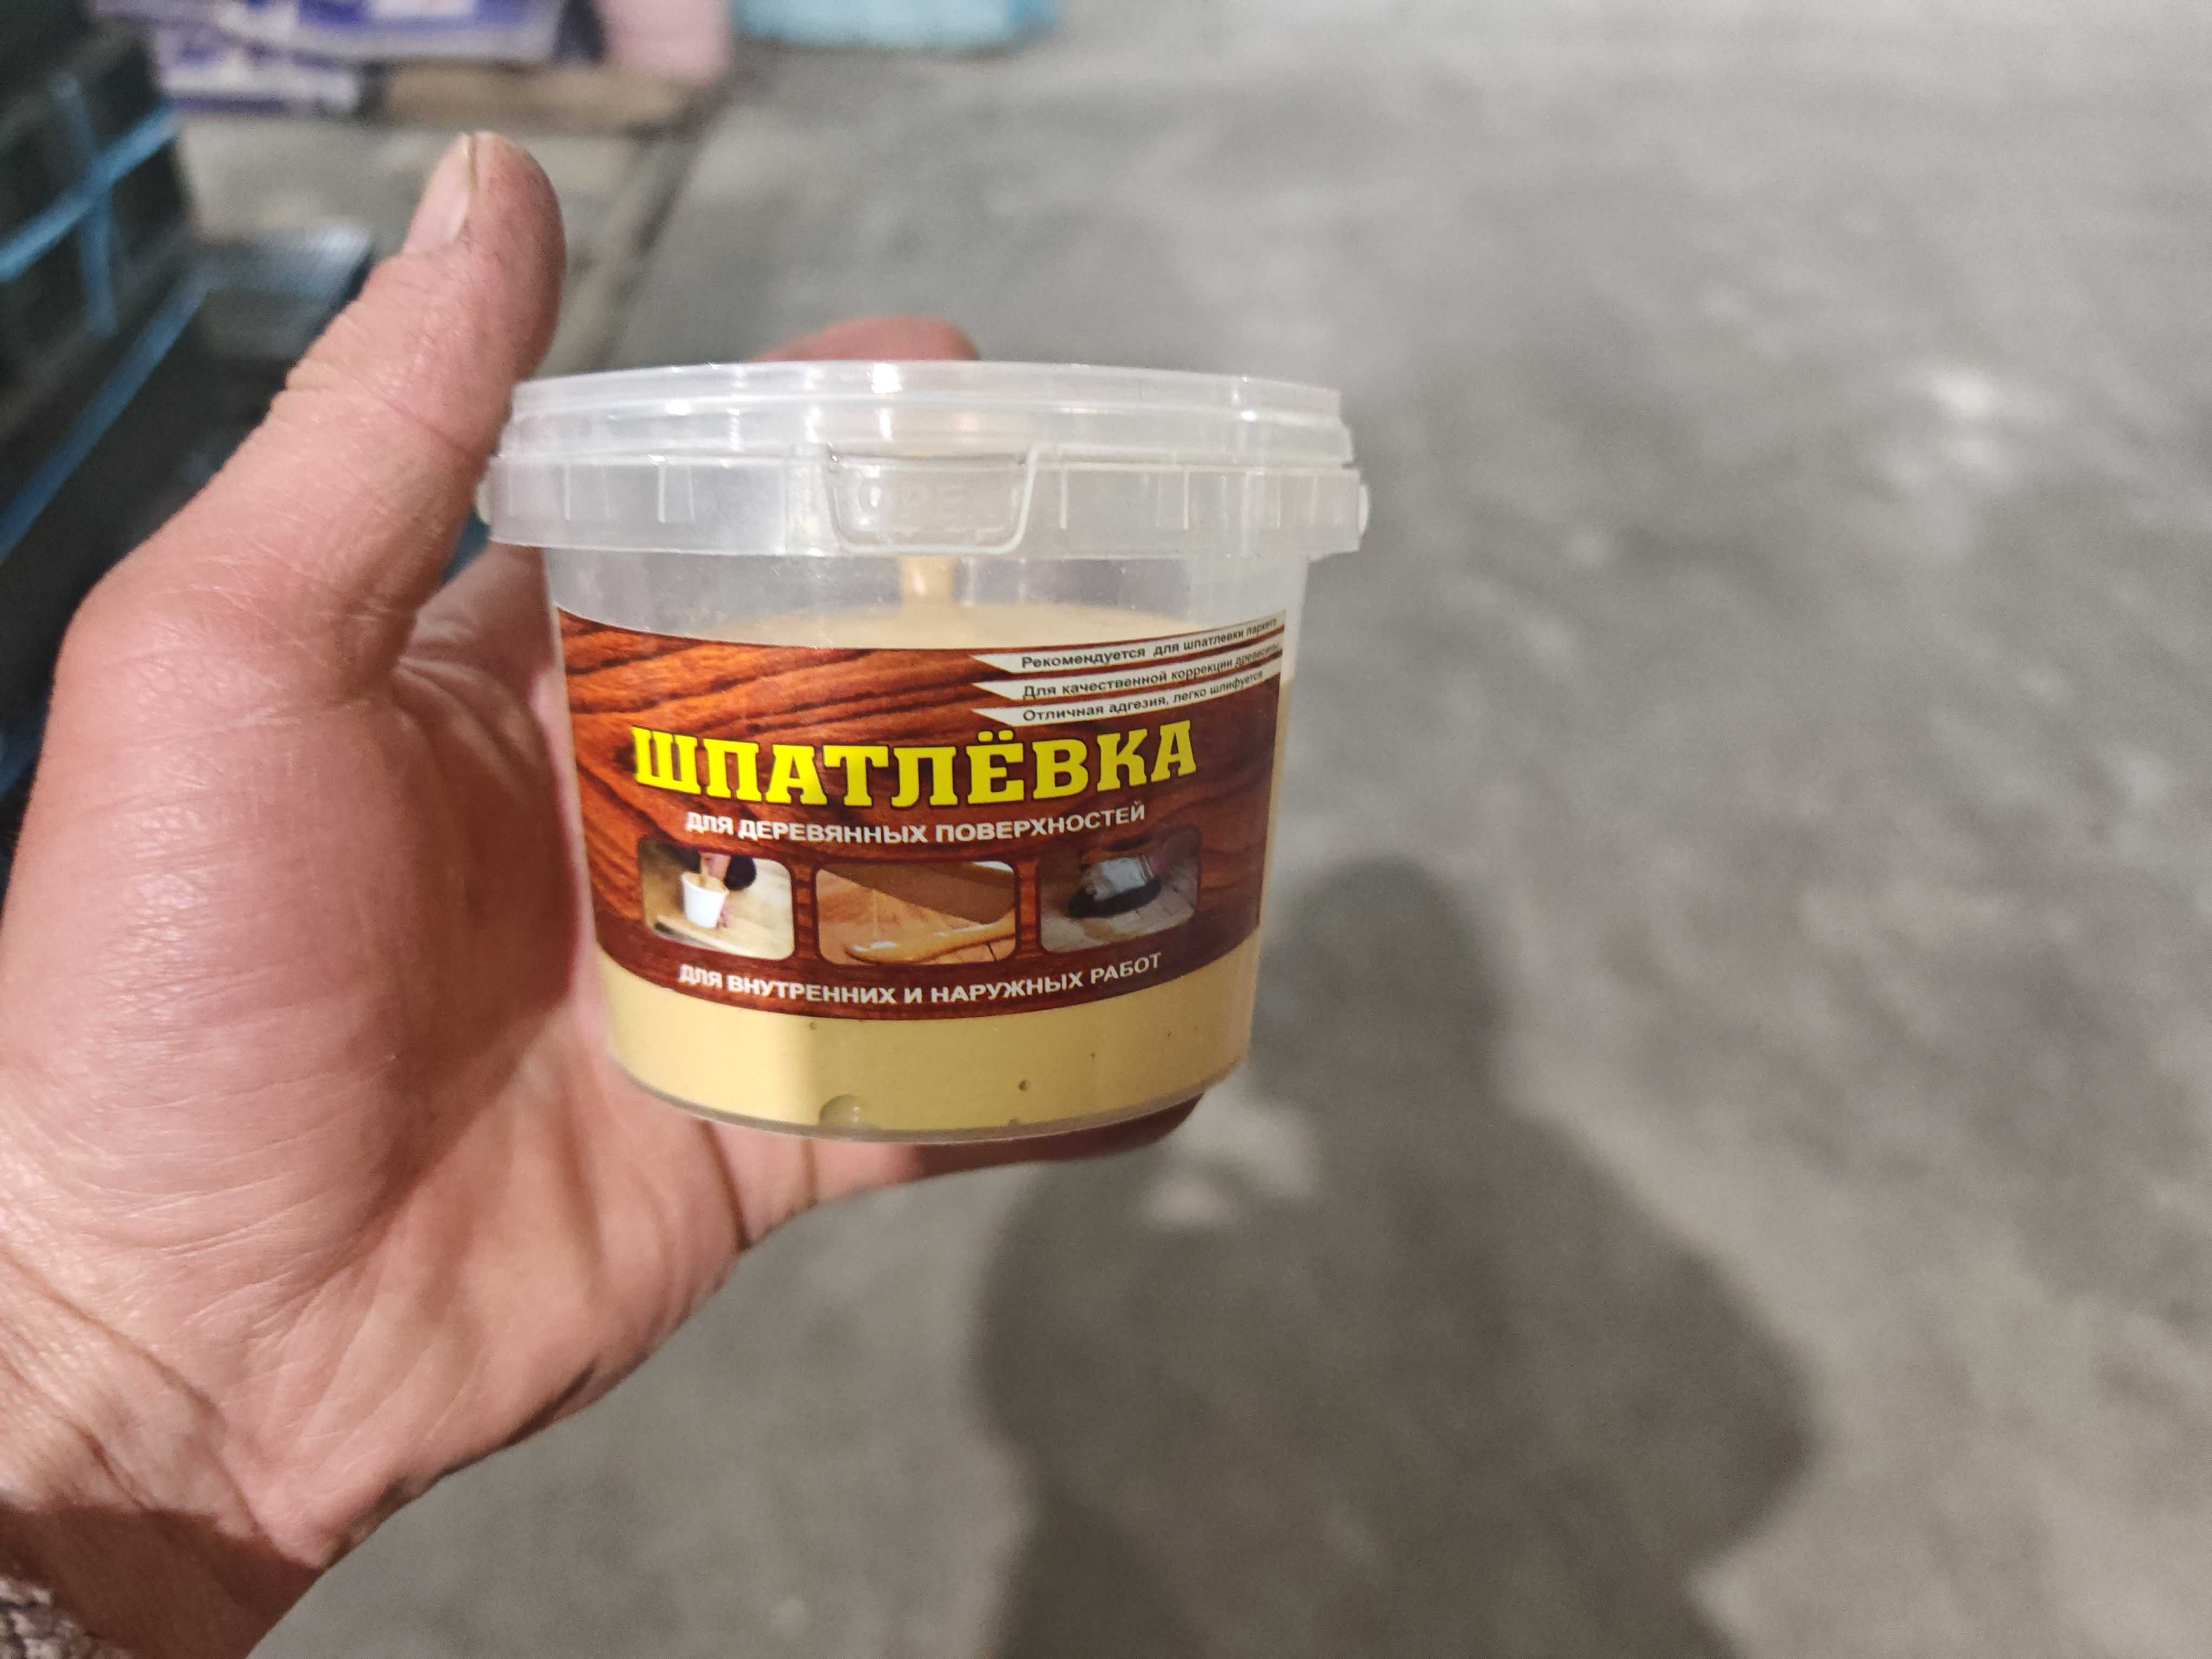 OPEN
Рекомендуется для шпатлевки паркета
Для качественной коррекции древесины
Отличная адгезия, легко шлифуется
ШПАТЛЁВКА
ДЛЯ ДЕРЕВЯННЫХ ПОВЕРХНОСТЕЙ
ДЛЯ ВНУТРЕННИХ И НАРУЖНЫХ РАБОТ